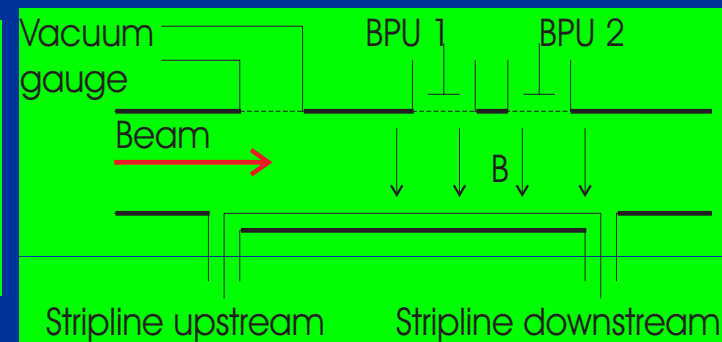 Vacuum gauge
BPU 1
BPU 2
Beam
B
Stripline upstream
Stripline downstream